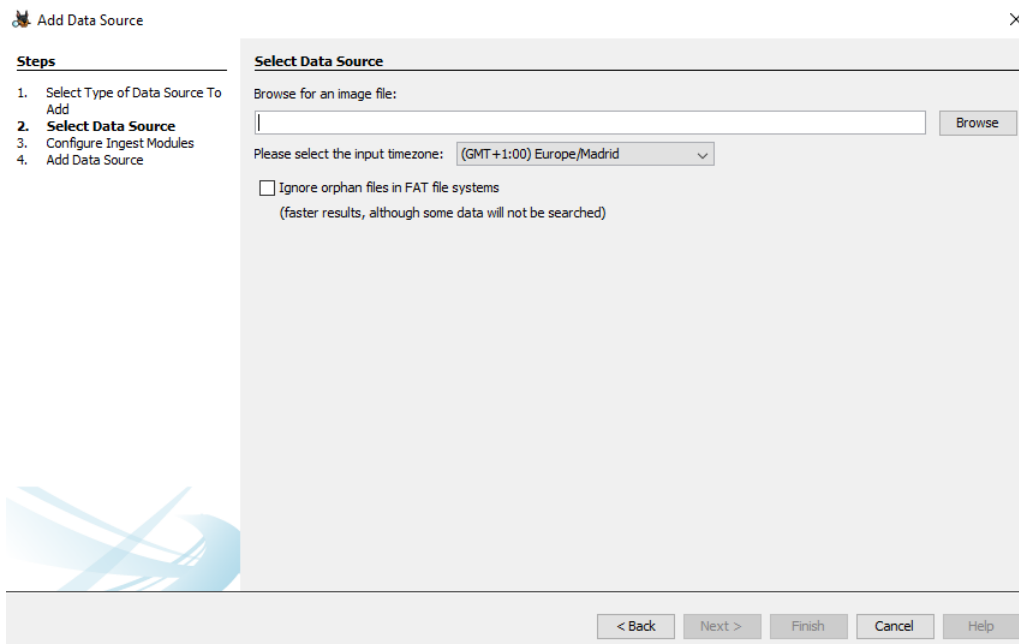 Add Data Source
Steps
1. Select Type of Data Source To
Add
2. Select Data Source
3. Configure Ingest Modules
4. Add Data Source
Select Data Source
Browse for an image file:
Browse
Please select the input timezone: (GMT+1:00) Europe/Madrid
Ignore orphan files in FAT file systems
(faster results, although some data will not be searched)
< Back Next > Finish Cancel Help